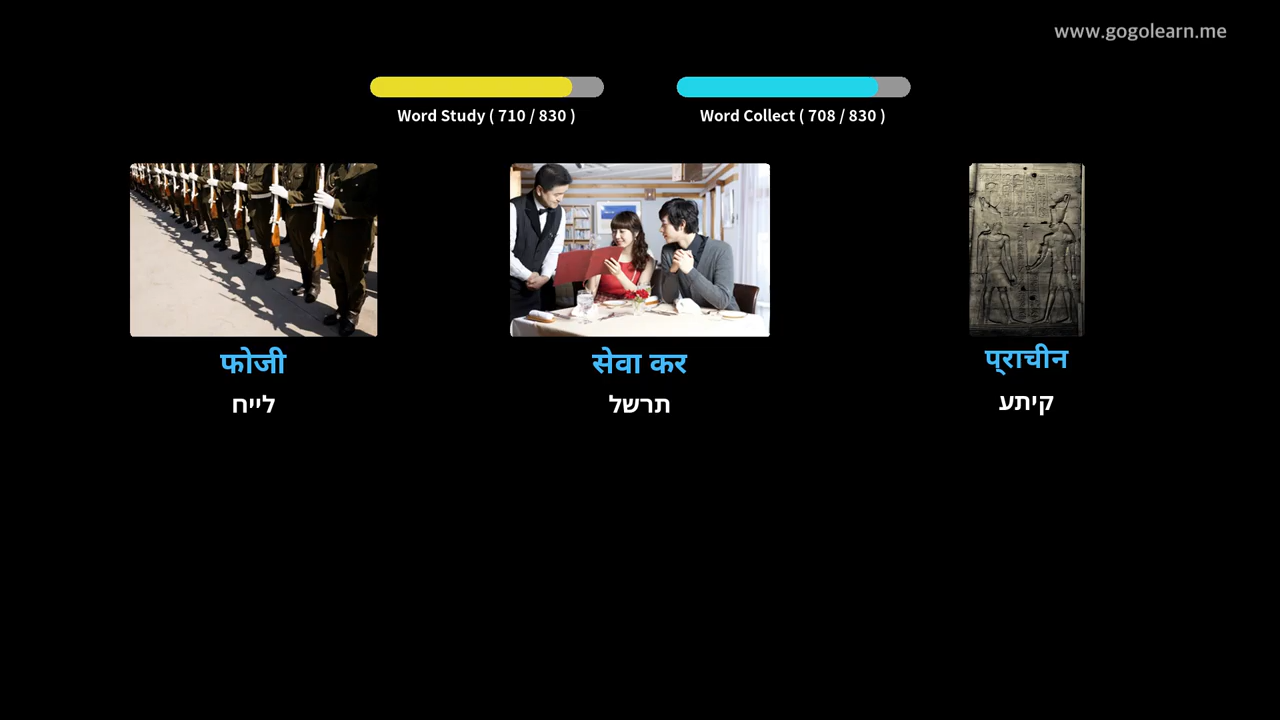 www.gogolearn.me
Word Study ( 710 / 830 )
Word Collect ( 708 / 830 )
फोजी
सेवा कर
प्राचीन
לייח
תרשל
קיתע